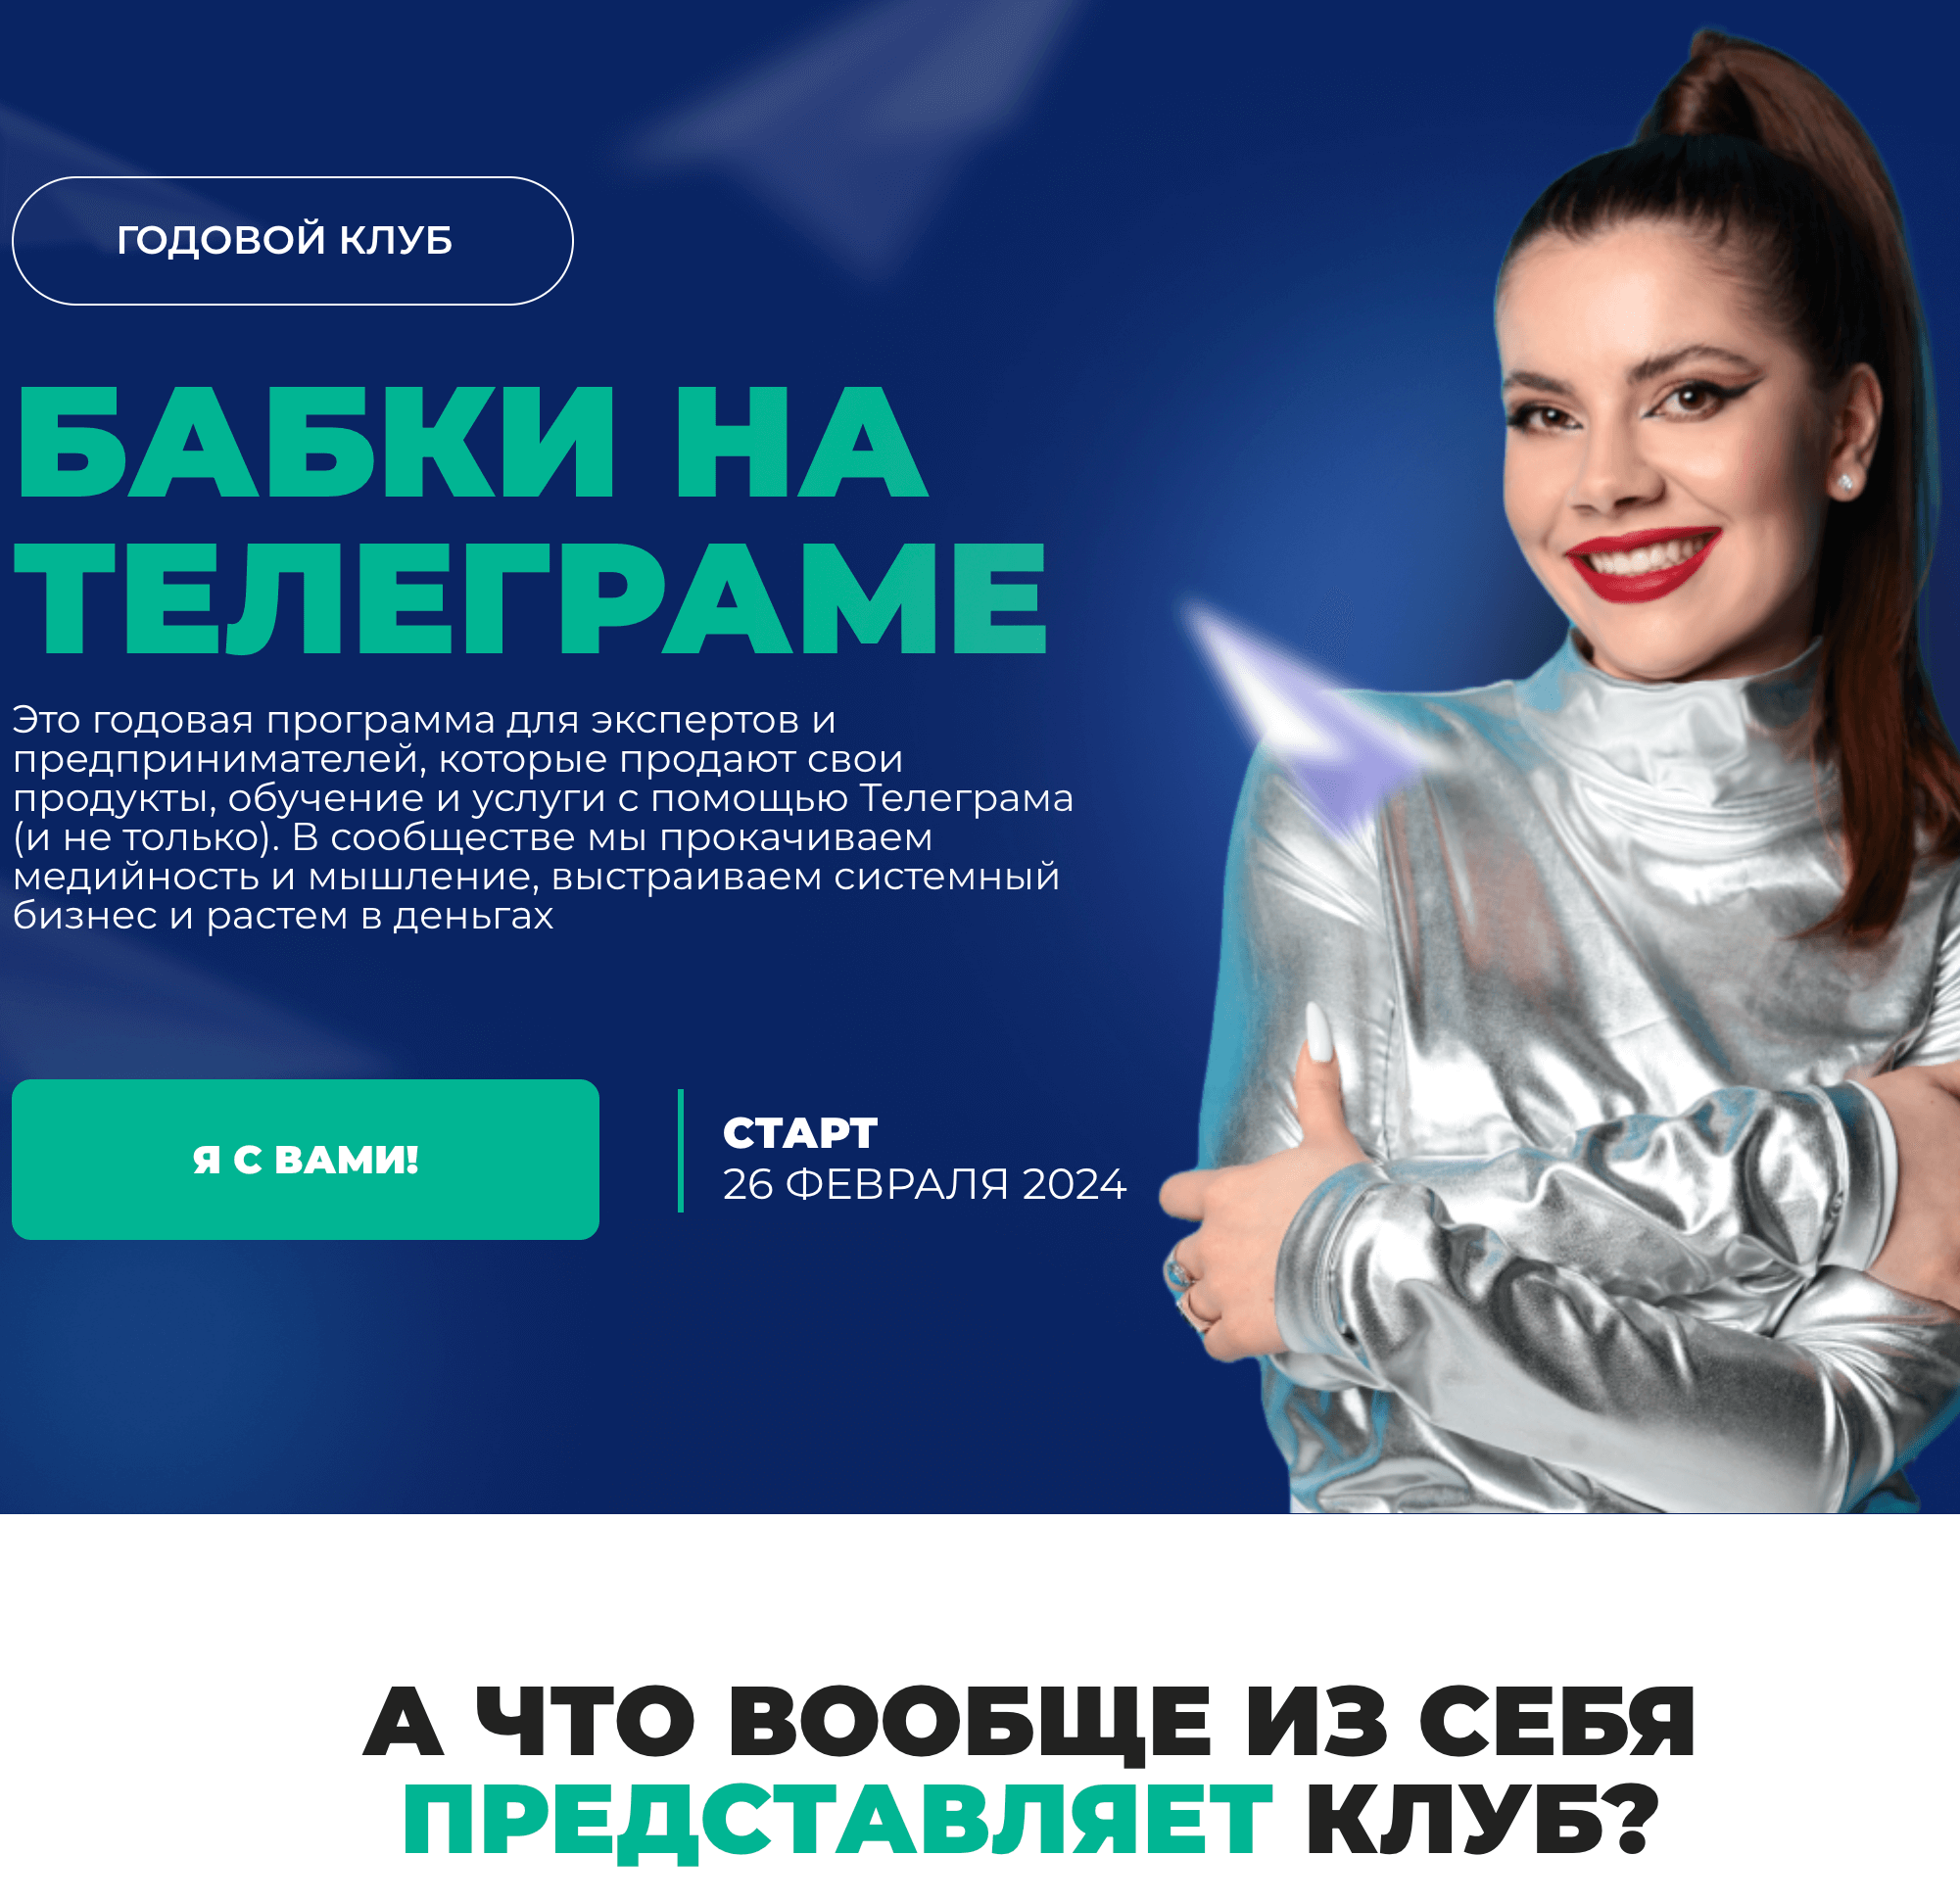 ГОДОВОЙ КЛУБ
БАБКИ НА
ТЕЛЕГРАМЕ
Это годовая программа для экспертов и
предпринимателей, которые продают свои
продукты, обучение и услуги с помощью Телеграма
(и не только). В сообществе мы прокачиваем
медийность и мышление, выстраиваем системный
бизнес и растем в деньгах
Я С ВАМИ!
СТАРТ
26 ФЕВРАЛЯ 2024
А ЧТО ВООБЩЕ ИЗ СЕБЯ
ПРЕДСТАВЛЯЕТ КЛУБ?